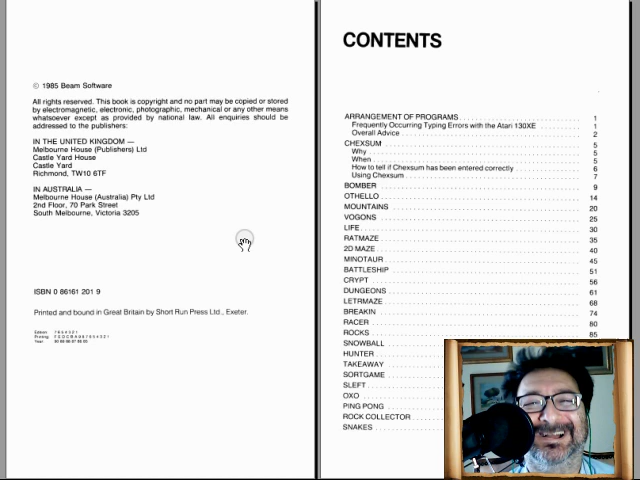 © 1985 Beam Software
All rights reserved. This book is copyright and no part may be copied or stored
by electromagnetic, electronic, photographic, mechanical or any other means
whatsoever except as provided by national law. All enquiries should be
addressed to the publishers:
IN THE UNITED KINGDOM —
Melbourne House (Publishers) Ltd
Castle Yard House
Castle Yard
Richmond, TW10 6TF
IN AUSTRALIA —
Melbourne House (Australia) Pty Ltd
2nd Floor, 70 Park Street
South Melbourne, Victoria 3205
ISBN 0 86161 201 9
Printed and bound in Great Britain by Short Run Press Ltd., Exeter.
CONTENTS
ARRANGEMENT OF PROGRAMS 1
Frequently Occurring Typing Errors with the Atari 130XE 1
Overall Advice 2
CHEXSUM 5
Why 5
When 5
How to tell if Chexsum has been entered correctly 6
Using Chexsum 7
BOMBER 9
OTHELLO 14
MOUNTAINS 20
VOGONS 25
LIFE 30
RATMAZE 35
2D MAZE 40
MINOTAUR 45
BATTLESHIP 51
CRYPT 56
DUNGEONS 61
LETRMAZE 68
BREAKIN 74
RACER 80
ROCKS 85
SNOWBALL
HUNTER
TAKEAWAY
SORTGAME
SLEFT
OXO
PING PONG
ROCK COLLECTOR
SNAKES